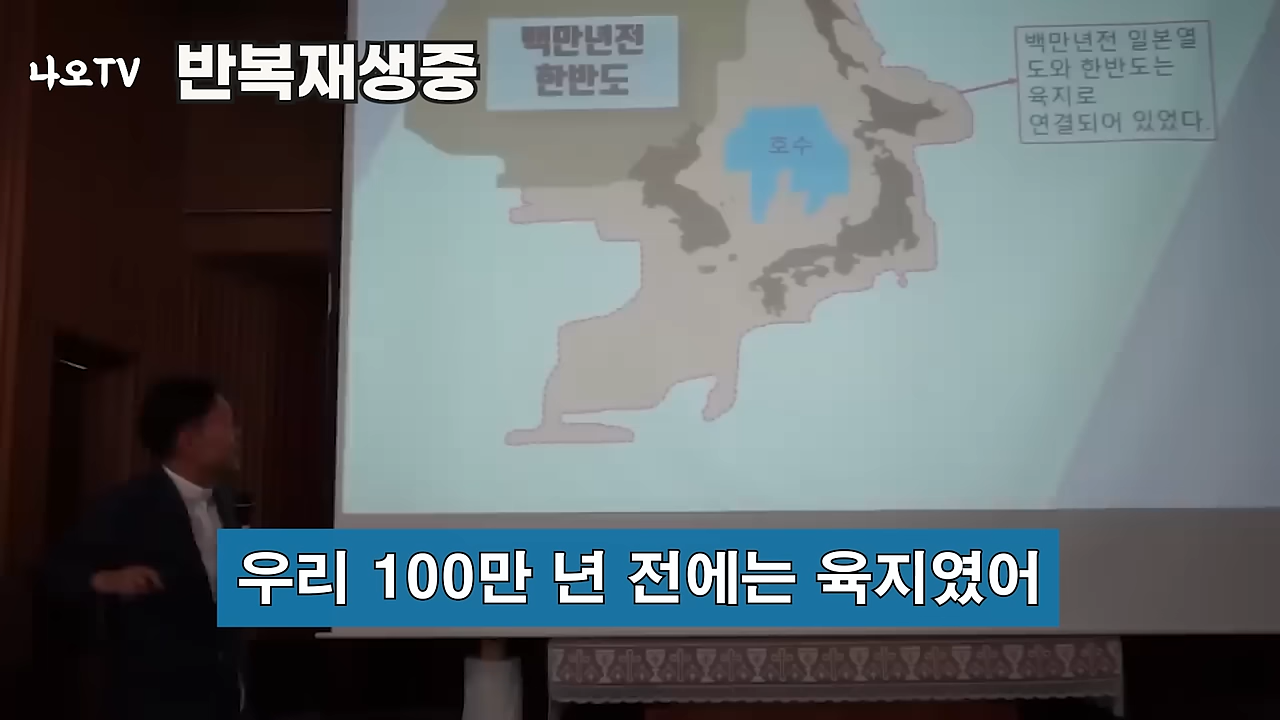 나오TV 반복재생중
백만년전
한반도
백만년전 일본열
도와 한반도는
육지로
연결되어 있었다.
호수
우리 100만 년 전에는 육지였어